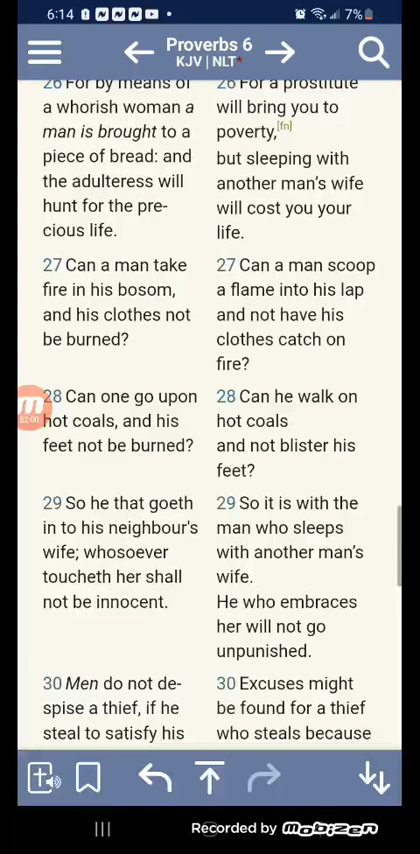 6:14
7%
Proverbs 6
KJV | NLT*
26 For by means of
a whorish woman a
man is brought to a
piece of bread: and
the adulteress will
hunt for the pre-
cious life.
27 Can a man take
fire in his bosom,
and his clothes not
be burned?
28 Can one go upon
hot coals, and his
feet not be burned?
29 So he that goeth
in to his neighbour's
wife; whosoever
toucheth her shall
not be innocent.
30 Men do not de-
spise a thief, if he
steal to satisfy his
26 For a prostitute
will bring you to
poverty,[fn]
but sleeping with
another man’s wife
will cost you your
life.
27 Can a man scoop
a flame into his lap
and not have his
clothes catch on
fire?
28 Can he walk on
hot coals
and not blister his
feet?
29 So it is with the
man who sleeps
with another man’s
wife.
He who embraces
her will not go
unpunished.
30 Excuses might
be found for a thief
who steals because
Recorded by mobizen